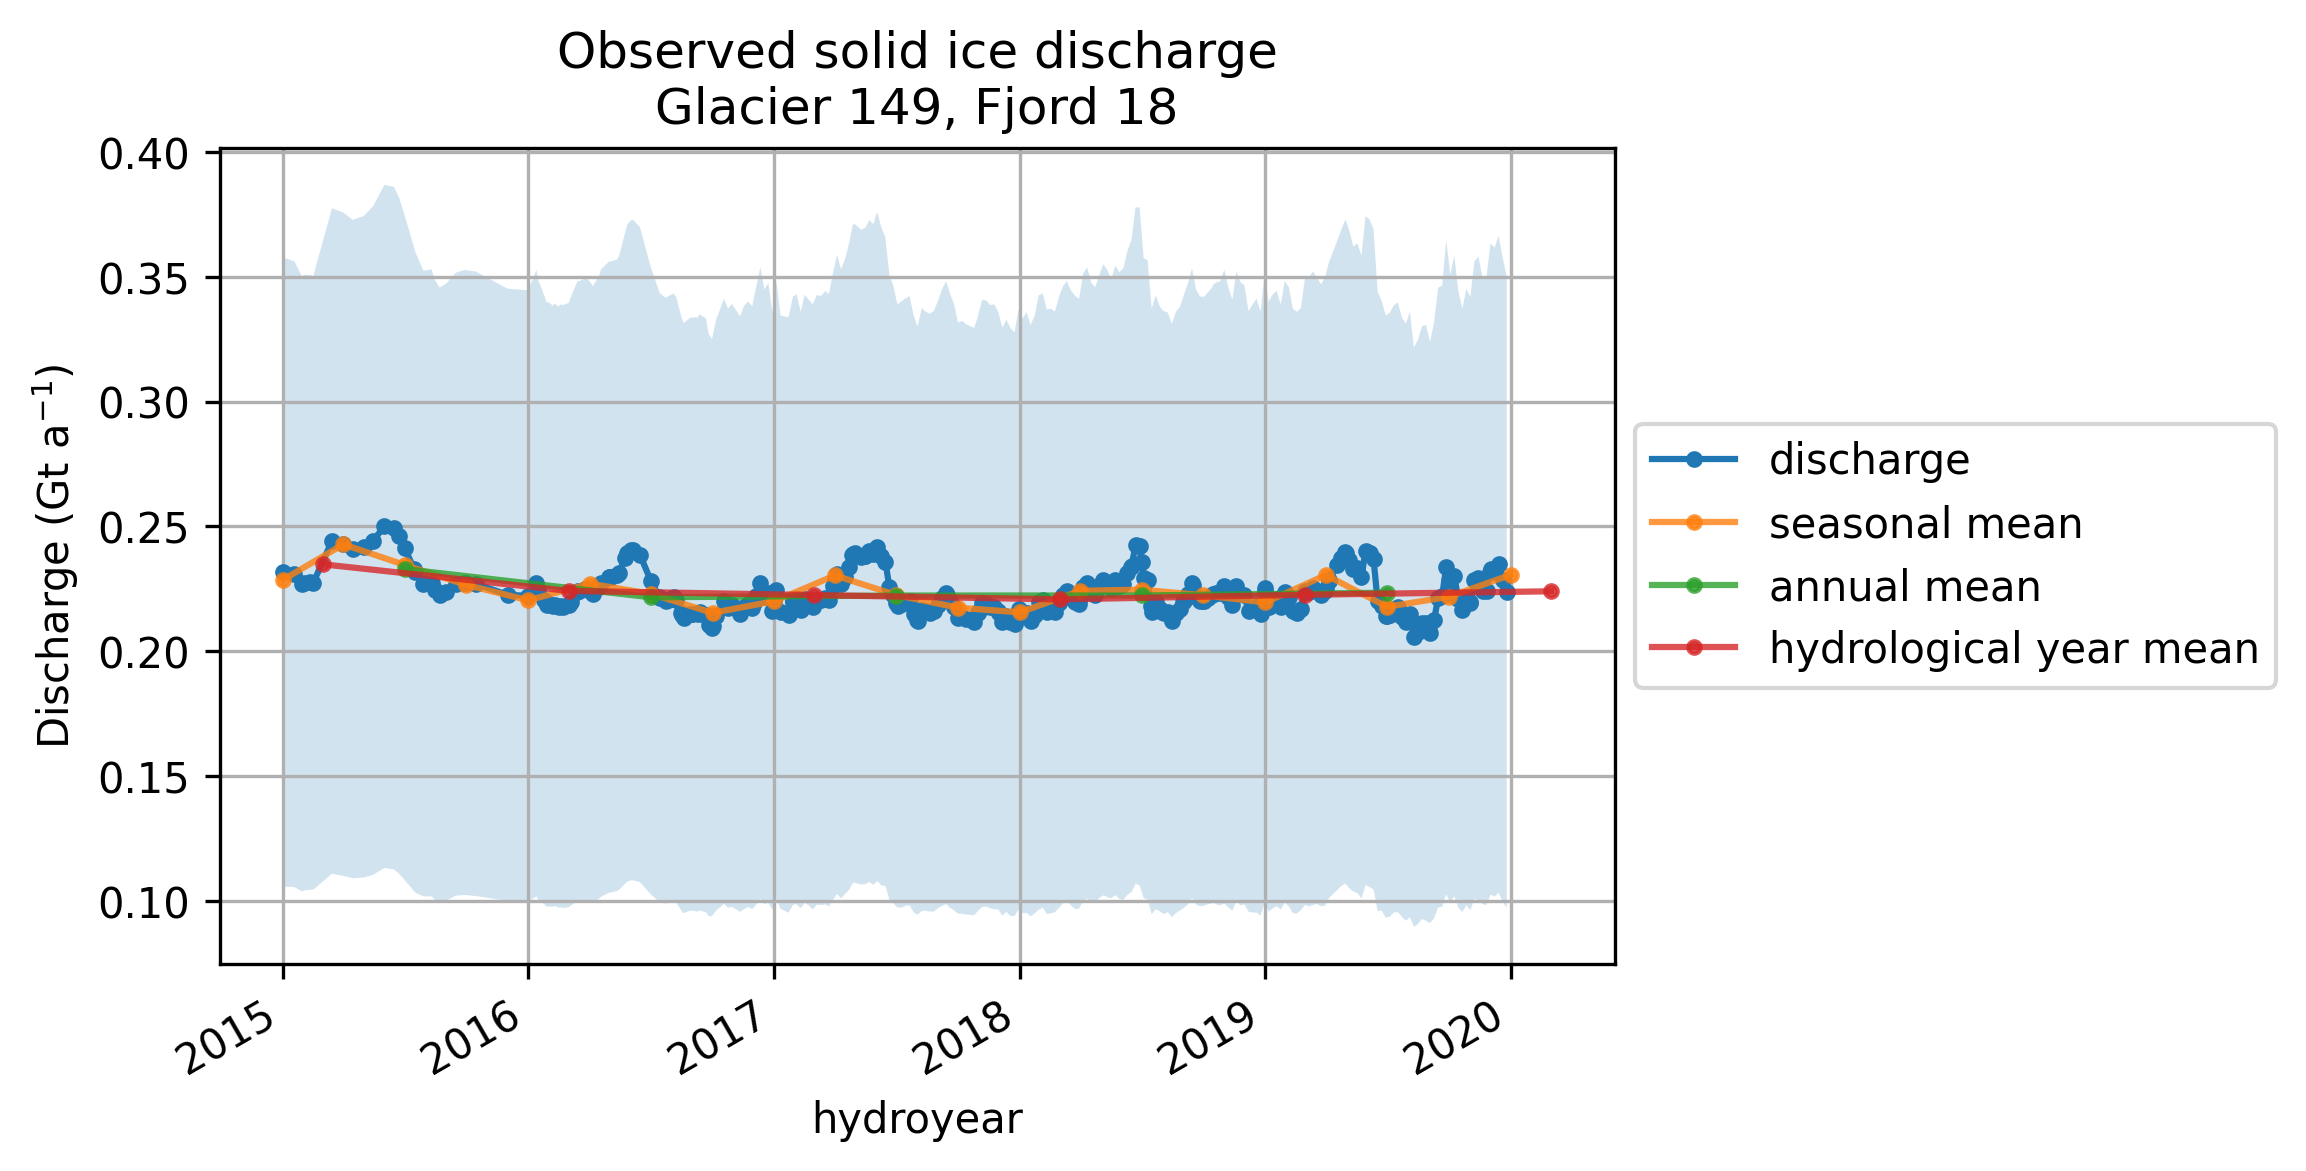 Observed solid ice discharge
Glacier 149, Fjord 18
0.40
0.35
0.30
0.25
0.20
0.15
0.10
Discharge (Gt a⁻¹)
2015
2016
2017
2018
2019
2020
hydroyear
discharge
seasonal mean
annual mean
hydrological year mean